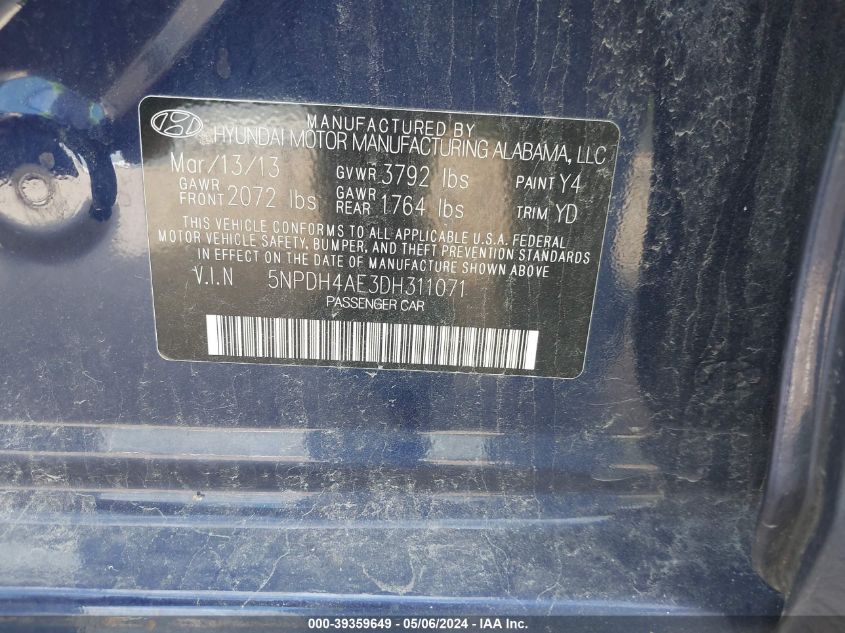 MANUFACTURED BY
HYUNDAI MOTOR MANUFACTURING ALABAMA, LLC
Mar/13/13 GVWR 3792 lbs PAINT Y4
GAWR FRONT 2072 lbs GAWR REAR 1764 lbs TRIM YD
THIS VEHICLE CONFORMS TO ALL APPLICABLE U.S.A. FEDERAL
MOTOR VEHICLE SAFETY, BUMPER, AND THEFT PREVENTION STANDARDS
IN EFFECT ON THE DATE OF MANUFACTURE SHOWN ABOVE.
V.I.N 5NPDH4AE3DH311071
PASSENGER CAR
000-39359649 - 05/06/2024 - IAA Inc.